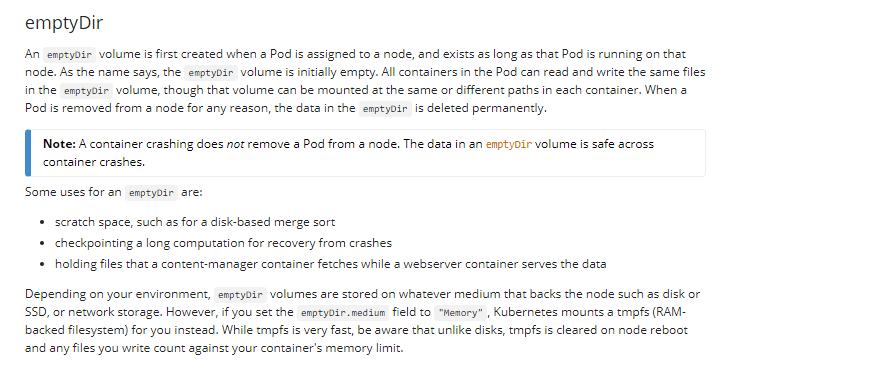 emptyDir
An emptyDir volume is first created when a Pod is assigned to a node, and exists as long as that Pod is running on that
node. As the name says, the emptyDir volume is initially empty. All containers in the Pod can read and write the same files
in the emptyDir volume, though that volume can be mounted at the same or different paths in each container. When a
Pod is removed from a node for any reason, the data in the emptyDir is deleted permanently.
Note: A container crashing does not remove a Pod from a node. The data in an emptyDir volume is safe across
container crashes.
Some uses for an emptyDir are:
• scratch space, such as for a disk-based merge sort
• checkpointing a long computation for recovery from crashes
• holding files that a content-manager container fetches while a webserver container serves the data
Depending on your environment, emptyDir volumes are stored on whatever medium that backs the node such as disk or
SSD, or network storage. However, if you set the emptyDir.medium field to "Memory" , Kubernetes mounts a tmpfs (RAM-
backed filesystem) for you instead. While tmpfs is very fast, be aware that unlike disks, tmpfs is cleared on node reboot
and any files you write count against your container's memory limit.